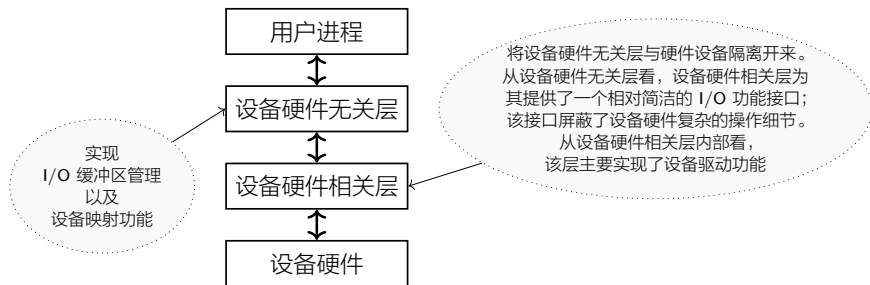 用户进程
将设备硬件无关层与硬件设备隔离开来。
从设备硬件无关层看，设备硬件相关层为
其提供了一个相对简洁的 I/O 功能接口；
该接口屏蔽了设备硬件复杂的操作细节。
从设备硬件相关层内部看，
该层主要实现了设备驱动功能
设备硬件无关层
实现
I/O 缓冲区管理
以及
设备映射功能
设备硬件相关层
设备硬件